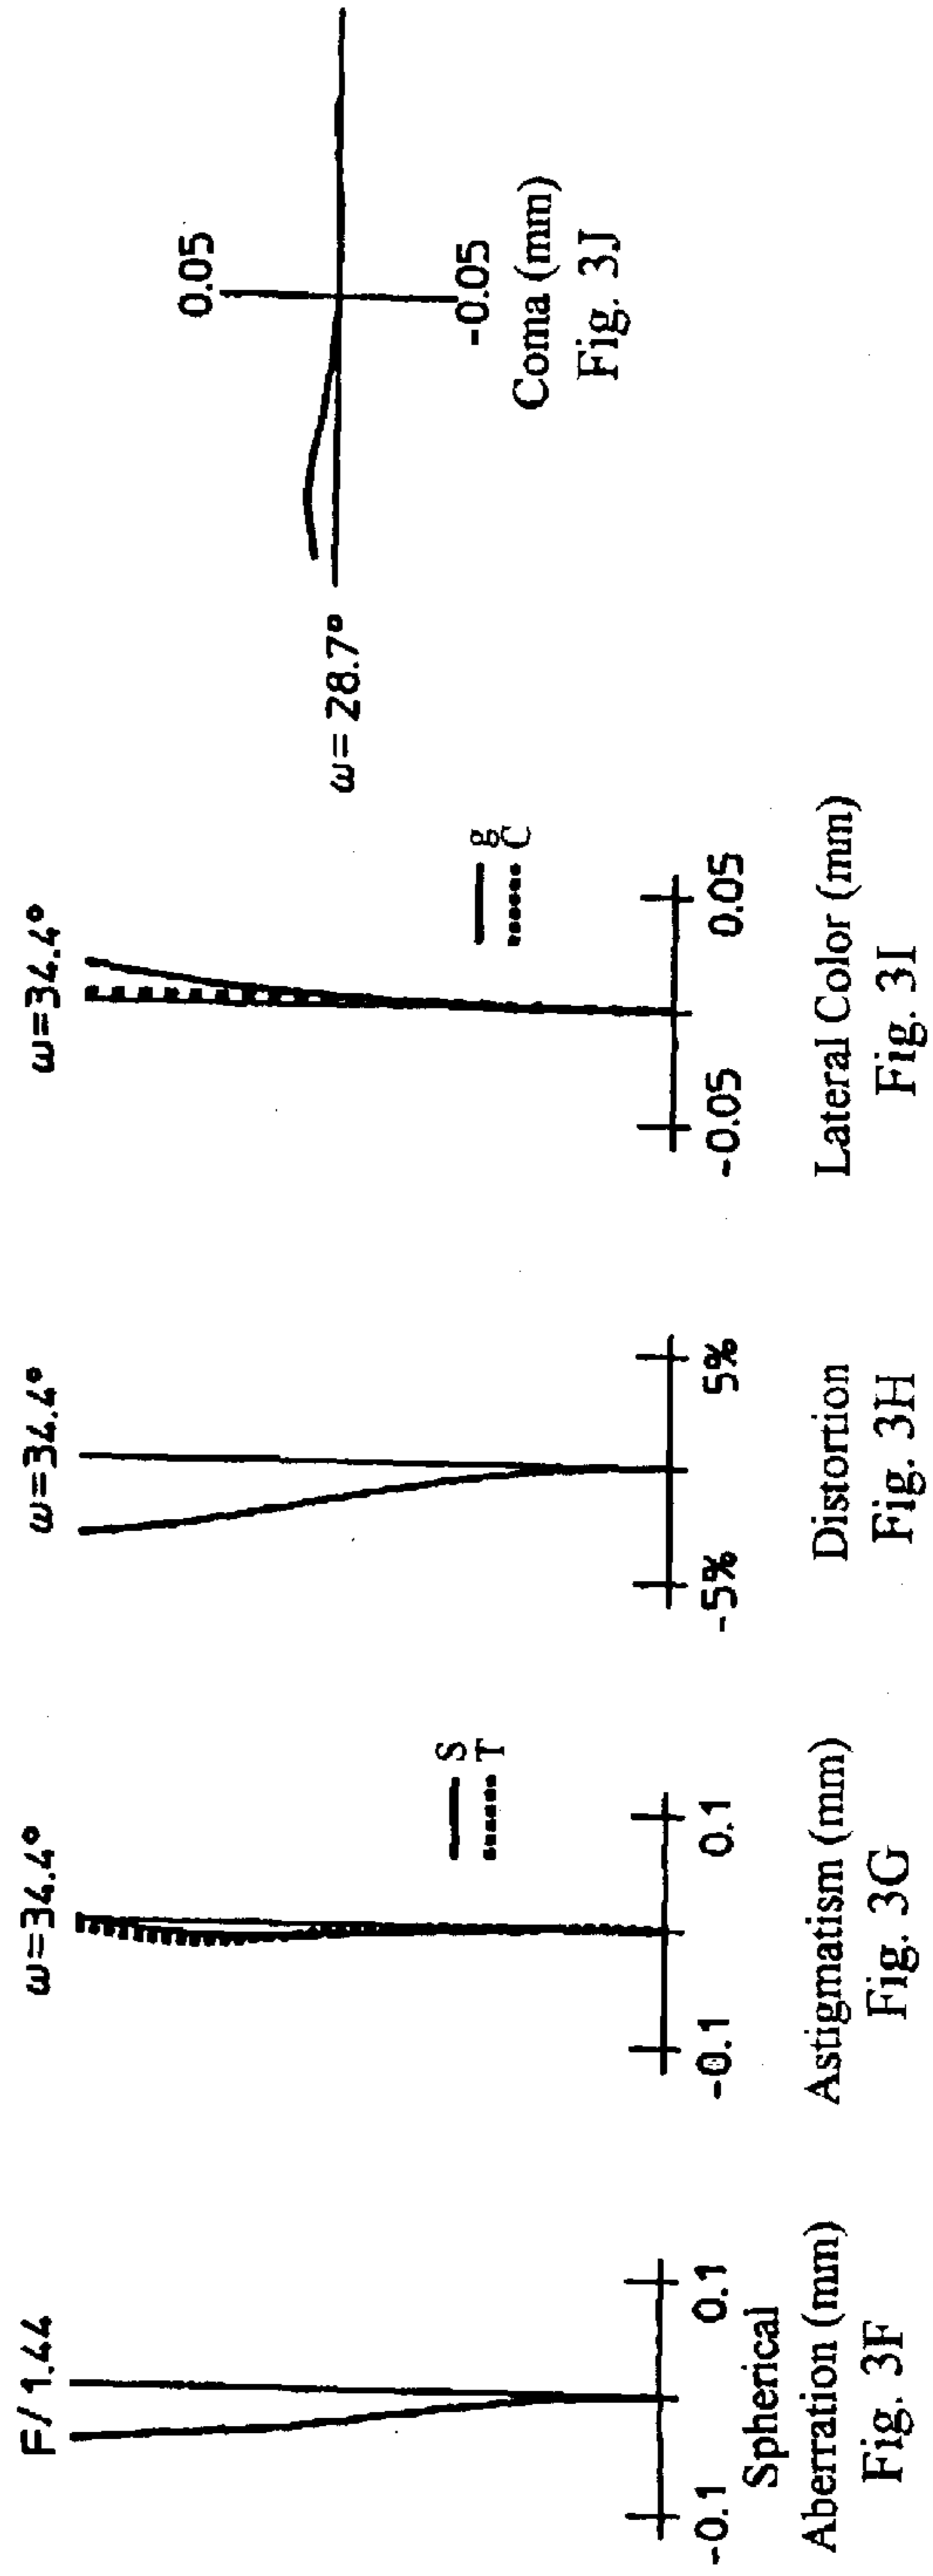 F/1.44
-0.1
0.1
Spherical
Aberration (mm)
Fig. 3F
ω=34.4°
S
T
-0.1
0.1
Astigmatism (mm)
Fig. 3G
ω=34.4°
-5%
5%
Distortion
Fig. 3H
ω=34.4°
g
C
-0.05
0.05
Lateral Color (mm)
Fig. 3I
ω=28.7°
0.05
-0.05
Coma (mm)
Fig. 3J